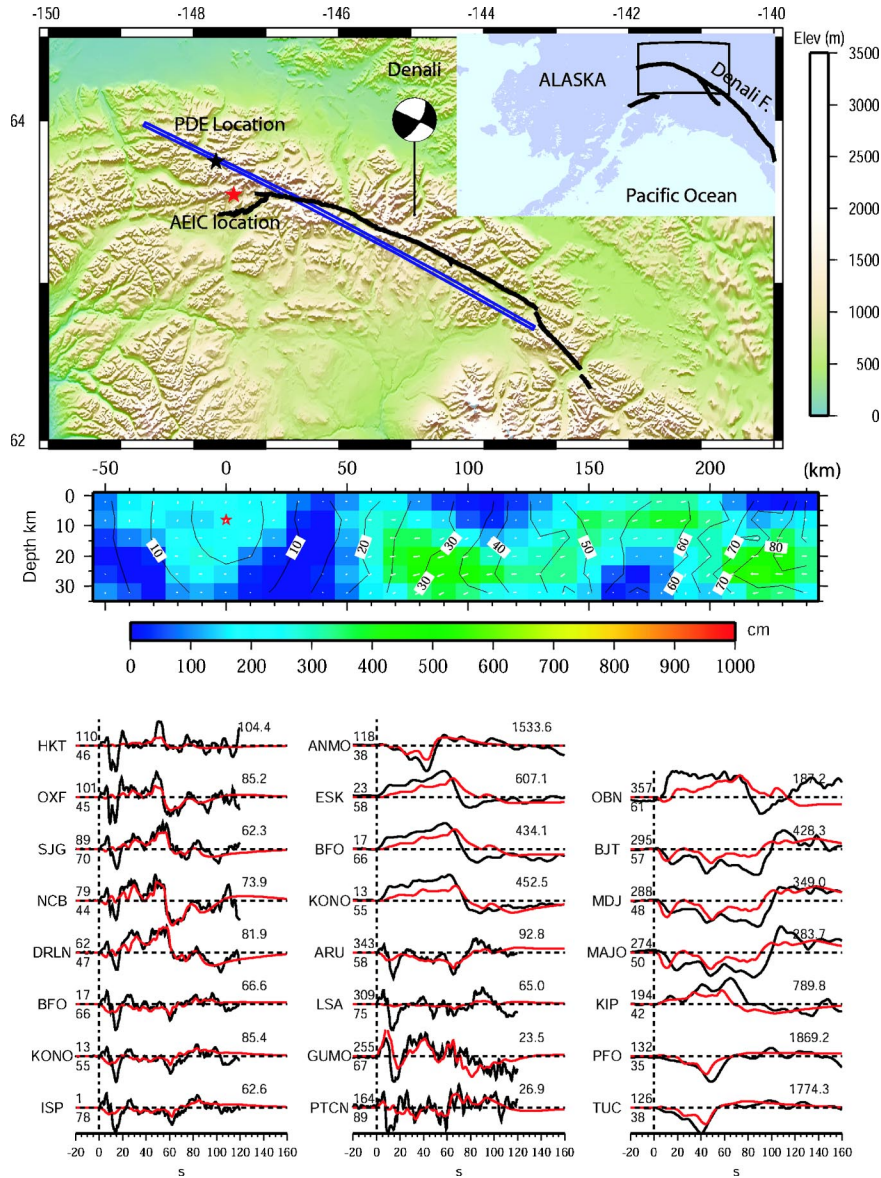 -150 -148 -146 -144 -142 -140
Elev (m)
Denali
ALASKA
Denali F.
Pacific Ocean
64
62
PDE Location
AEIC location
3500
3000
2500
2000
1500
1000
500
0
-50 0 50 100 150 200 (km)
Depth km
0
10
20
30
10 10 20 30 30 40 50 60 60 70 70 80
cm
0 100 200 300 400 500 600 700 800 900 1000
HKT 110 46 104.4
OXF 101 45 85.2
SJG 89 70 62.3
NCB 79 44 73.9
DRLN 62 47 81.9
BFO 17 66 66.6
KONO 13 55 85.4
ISP 1 78 62.6
-20 0 20 40 60 80 100 120 140 160
s
ANMO 118 38 1533.6
ESK 23 58 607.1
BFO 17 66 434.1
KONO 13 55 452.5
ARU 343 58 92.8
LSA 309 75 65.0
GUMO 255 67 23.5
PTCN 164 89 26.9
-20 0 20 40 60 80 100 120 140 160
s
OBN 357 61 187.2
BJT 295 57 428.3
MDJ 288 48 349.0
MAJO 274 50 283.7
KIP 194 42 789.8
PFO 132 35 1869.2
TUC 126 38 1774.3
-20 0 20 40 60 80 100 120 140 160
s